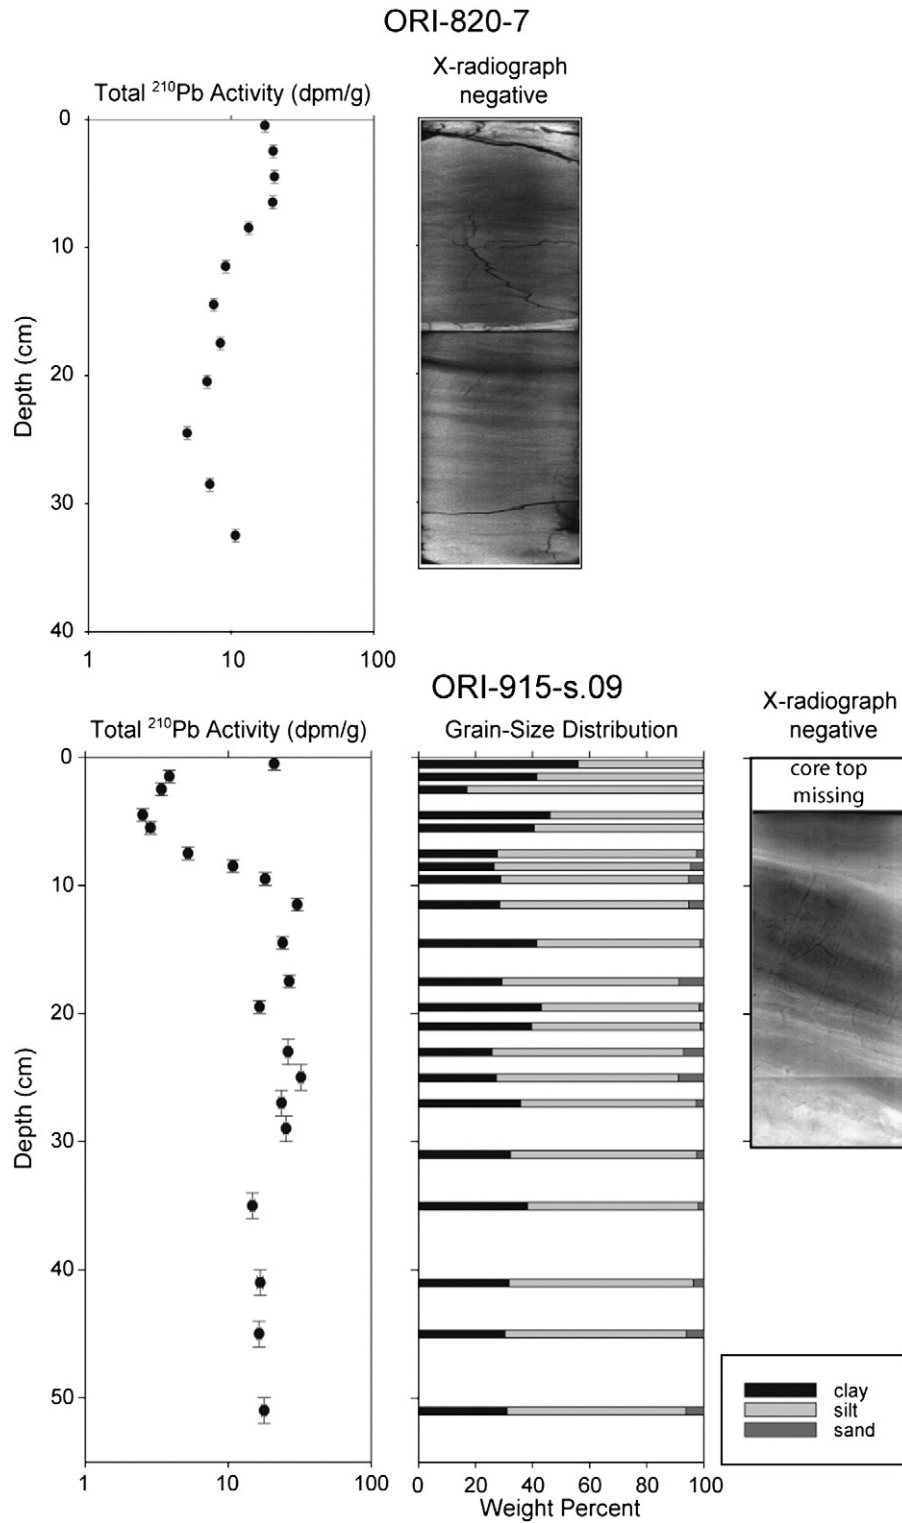 ORI-820-7
Total ²¹⁰Pb Activity (dpm/g)
X-radiograph
negative
0
10
20
30
40
Depth (cm)
1 10 100
ORI-915-s.09
Total ²¹⁰Pb Activity (dpm/g)
Grain-Size Distribution
X-radiograph
negative
core top
missing
0
10
20
30
40
50
Depth (cm)
1 10 100
0 20 40 60 80 100
Weight Percent
clay
silt
sand